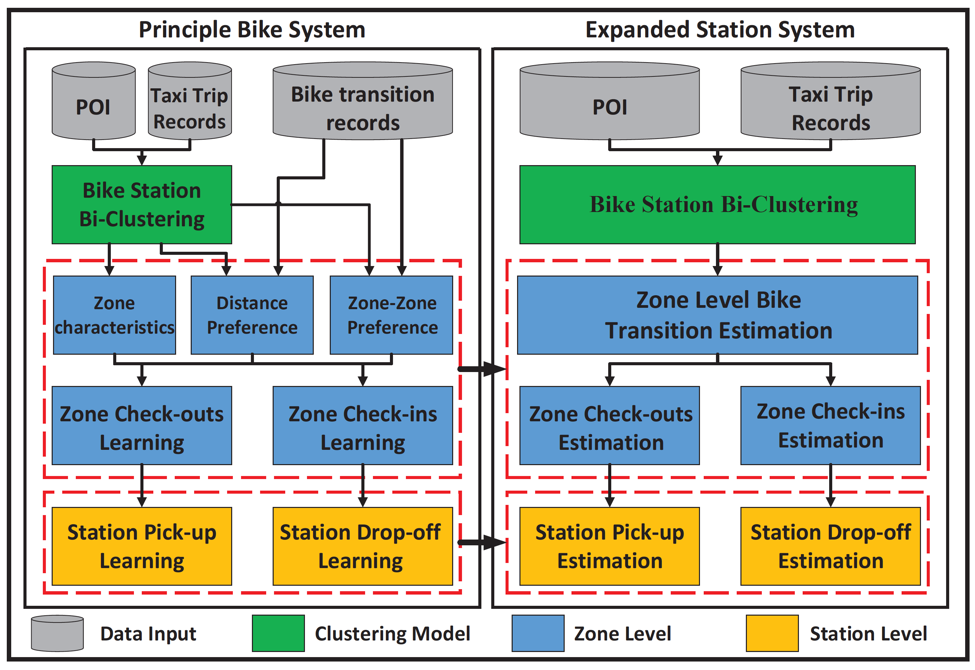 Principle Bike System
Expanded Station System
POI
Taxi Trip
Records
Bike transition
records
POI
Taxi Trip
Records
Bike Station
Bi-Clustering
Bike Station Bi-Clustering
Zone
characteristics
Distance
Preference
Zone-Zone
Preference
Zone Level Bike
Transition Estimation
Zone Check-outs
Learning
Zone Check-ins
Learning
Zone Check-outs
Estimation
Zone Check-ins
Estimation
Station Pick-up
Learning
Station Drop-off
Learning
Station Pick-up
Estimation
Station Drop-off
Estimation
Data Input
Clustering Model
Zone Level
Station Level